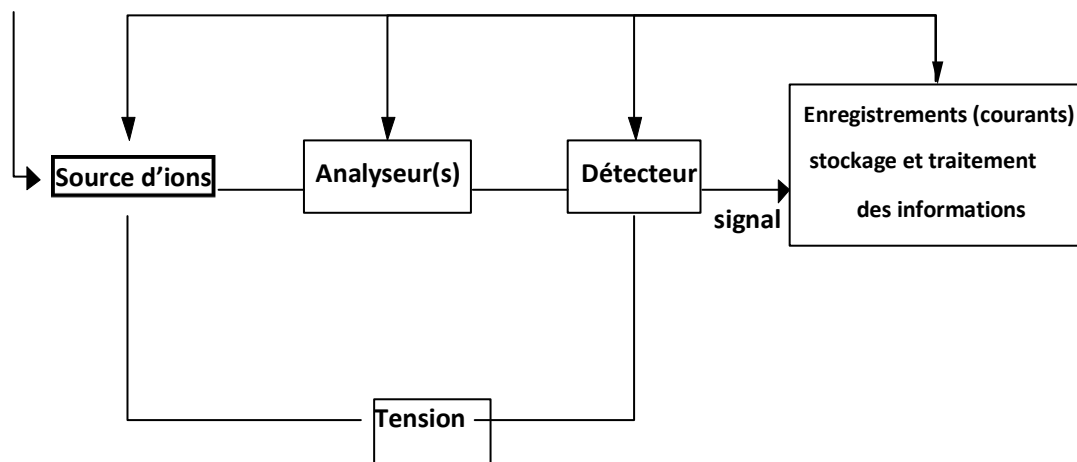 Source d'ions
Analyseur(s)
Détecteur
signal
Enregistrements (courants)
stockage et traitement
des informations
Tension